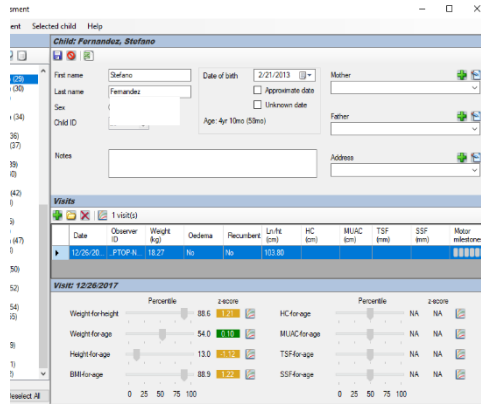 ssment
ent Selected child Help
Child: Fernandez, Stefano
First name Stefano
Last name Fernandez
Sex
Child ID
Date of birth 2/21/2013
Approximate date
Unknown date
Age: 4yr 10mo (58mo)
Mother
Father
Address
Notes
(29)
(30)
(34)
36)
37)
39)
40)
(42)
(47)
50)
52)
54)
Deselect All
Visits
1 visit(s)
Date Observer ID Weight (kg) Oedema Recumbent Ln/ht (cm) HC (cm) MUAC (cm) TSF (mm) SSF (mm) Motor milestone
12/26/20... ..PTOP-N... 18.27 No No 103.80
Visit: 12/26/2017
Percentile z-score Percentile z-score
Weight-for-height 88.6 1.21 HC-for-age NA NA
Weight-for-age 54.0 0.10 MUAC-for-age NA NA
Height-for-age 13.0 -1.12 TSF-for-age NA NA
BMI-for-age 88.9 1.22 SSF-for-age NA NA
0 25 50 75 100 0 25 50 75 100